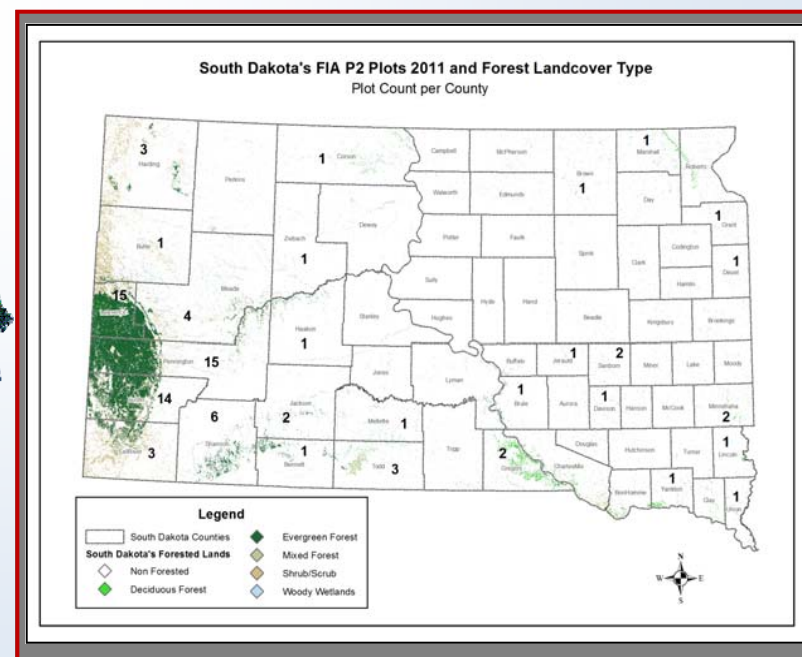 South Dakota's FIA P2 Plots 2011 and Forest Landcover Type
Plot Count per County
3
Harding
Perkins
1
Corson
Campbell
McPherson
Brown
1
1
Marshall
Roberts
Walworth
Edmunds
Day
Butte
1
Ziebach
1
Dewey
Potter
Faulk
Spink
Clark
Codington
1
Grant
1
Deuel
Hamlin
15
4
Meade
Sully
Hyde
Hand
Hughes
Beadle
Kingsbury
Brookings
Stanley
Haakon
1
Pennington
15
Jones
Lyman
Buffalo
Jerauld
1
2
Sanborn
Miner
Lake
Moody
14
6
Shannon
Jackson
2
Mellette
1
1
Brule
Aurora
1
Davison
Hanson
McCook
Minnehaha
2
3
1
Bennett
Todd
3
Tripp
2
Gregory
Douglas
Charles Mix
Hutchinson
Turner
1
Lincoln
Bon Homme
1
Yankton
Clay
1
Union
Legend
South Dakota Counties
South Dakota's Forested Lands
Non Forested
Deciduous Forest
Evergreen Forest
Mixed Forest
Shrub/Scrub
Woody Wetlands
N
W
E
S